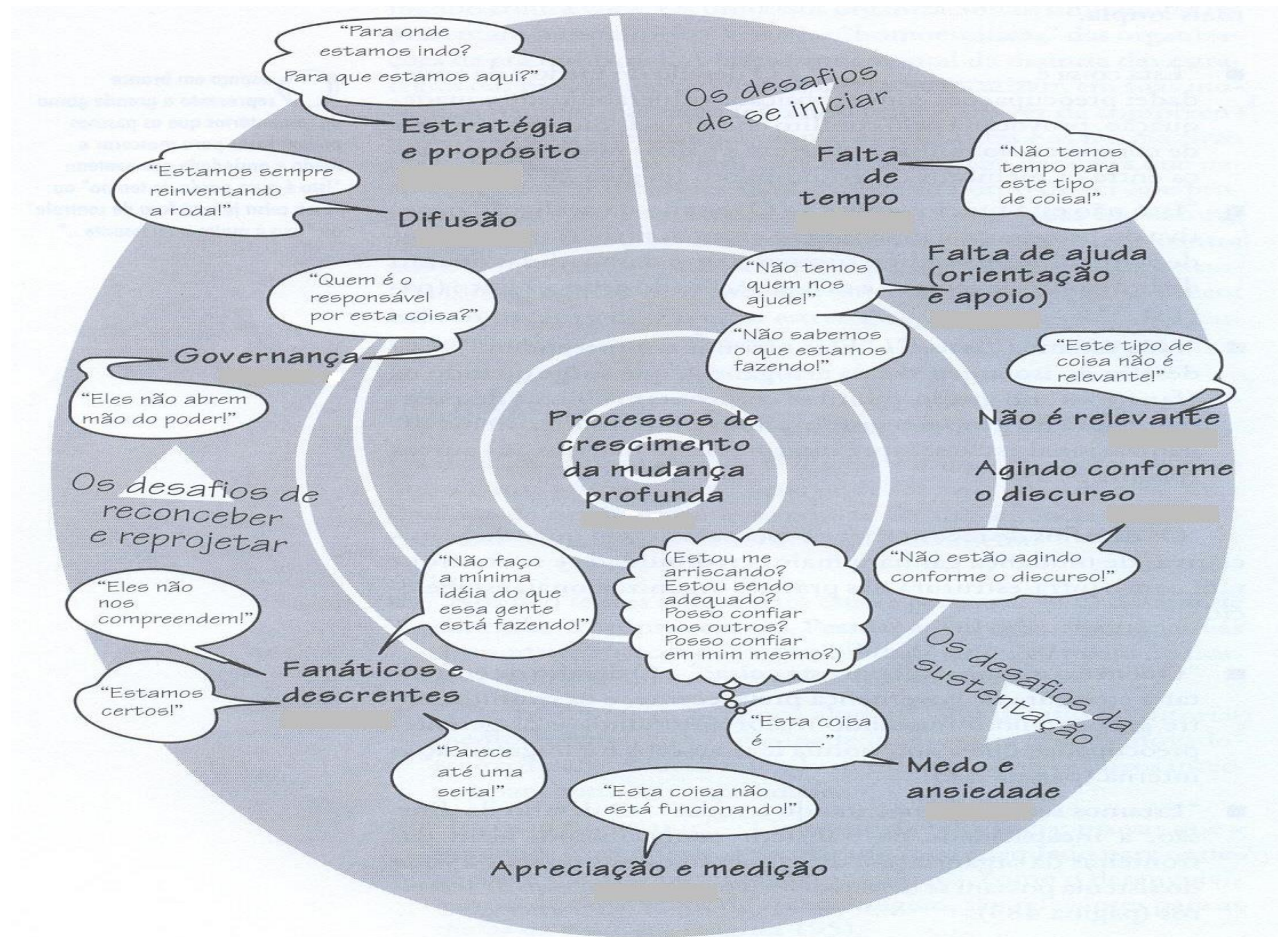 "Para onde
estamos indo?
Para que estamos aqui?"
Estratégia
e propósito
"Estamos sempre
reinventando
a roda!"
Difusão
Os desafios
de se iniciar
Falta
de
tempo
"Não temos
tempo para
este tipo
de coisa!"
"Quem é o
responsável
por esta coisa?"
Governança
"Eles não abrem
mão do poder!"
"Não temos
quem nos
ajude!"
"Não sabemos
o que estamos
fazendo!"
Falta de ajuda
(orientação
e apoio)
"Este tipo de
coisa não é
relevante!"
Não é relevante
Processos de
crescimento
da mudança
profunda
Agindo conforme
o discurso
"Não estão agindo
conforme o discurso!"
Os desafios de
reconceber
e reprojetar
"Eles não
nos
compreendem!"
"Estamos
certos!"
"Não faço
a mínima
idéia do que
essa gente
está fazendo!"
Fanáticos e
descrentes
"Parece
até uma
seita!"
(Estou me
arriscando?
Estou sendo
adequado?
Posso confiar
nos outros?
Posso confiar
em mim mesmo?)
"Esta coisa
é _____."
Os desafios da
sustentação
Medo e
ansiedade
"Esta coisa não
está funcionando!"
Apreciação e medição